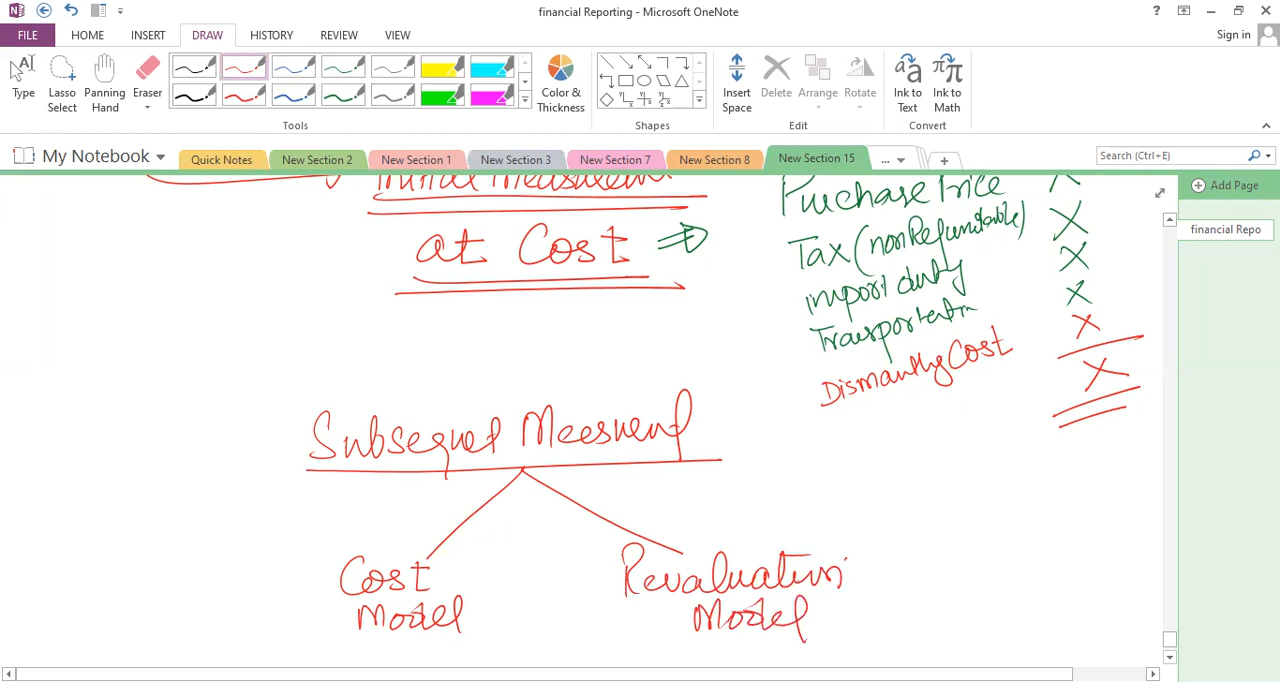 financial Reporting - Microsoft OneNote
Sign in
FILE HOME INSERT DRAW HISTORY REVIEW VIEW
Type
Lasso Select
Panning Hand
Eraser
Color & Thickness
Insert Space
Delete
Arrange
Rotate
Ink to Text
Ink to Math
Tools
Shapes
Edit
Convert
My Notebook
Quick Notes
New Section 2
New Section 1
New Section 3
New Section 7
New Section 8
New Section 15
...
Search (Ctrl+E)
Add Page
financial Repo
Initial Measurement
at Cost ⇒
Purchase Price X
Tax (non Refundable) X
import duty X
Transportation X
Dismantling Cost X
X
Subsequent
Cost
Model
Revaluation
Model